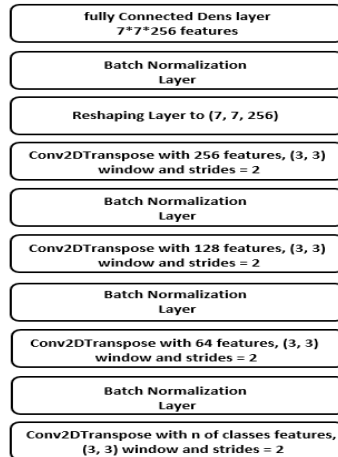 fully Connected Dens layer
7*7*256 features
Batch Normalization
Layer
Reshaping Layer to (7, 7, 256)
Conv2DTranspose with 256 features, (3, 3)
window and strides = 2
Batch Normalization
Layer
Conv2DTranspose with 128 features, (3, 3)
window and strides = 2
Batch Normalization
Layer
Conv2DTranspose with 64 features, (3, 3)
window and strides = 2
Batch Normalization
Layer
Conv2DTranspose with n of classes features,
(3, 3) window and strides = 2